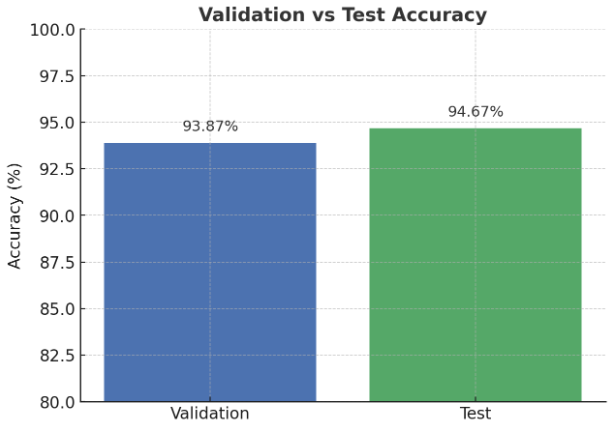 Validation vs Test Accuracy
Accuracy (%)
100.0
97.5
95.0
92.5
90.0
87.5
85.0
82.5
80.0
93.87%
94.67%
Validation
Test